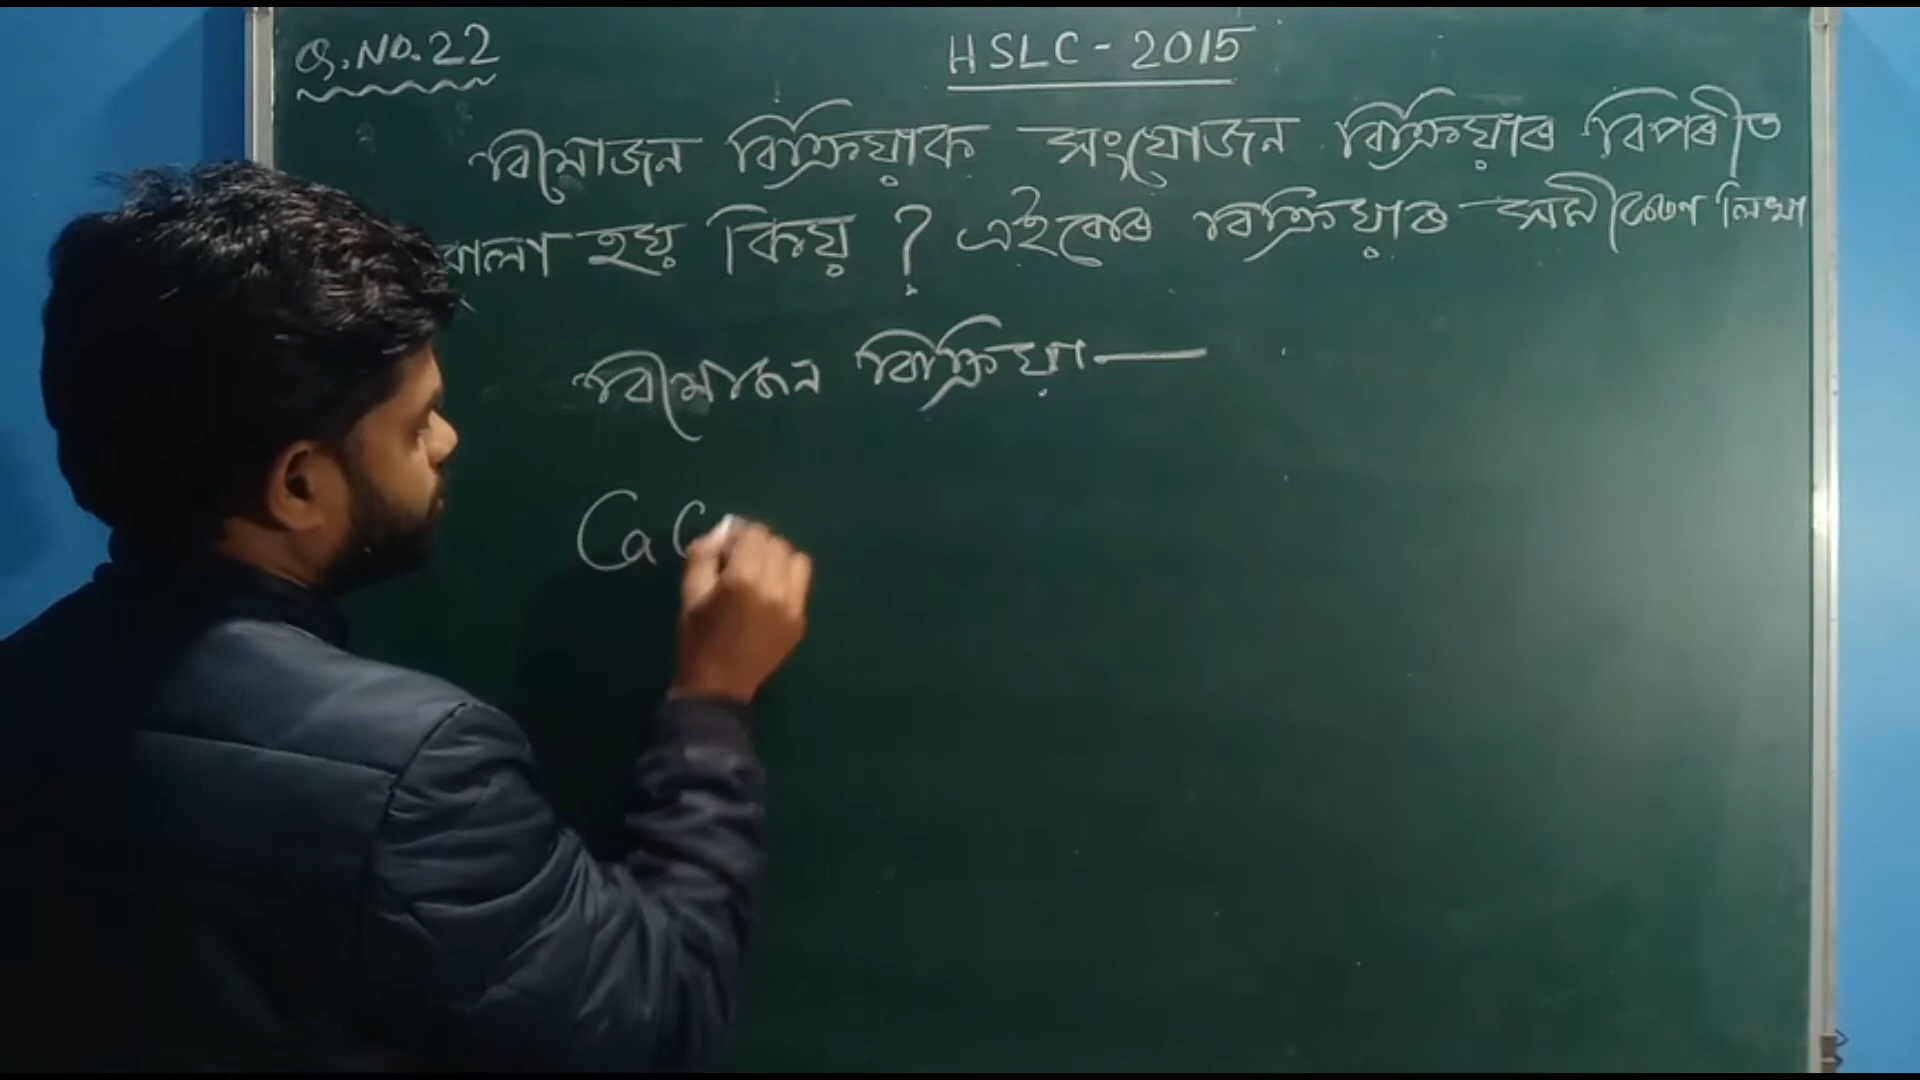 Q. NO. 22
HSLC - 2015
বিযোজন বিক্ৰিয়াক সংযোজন বিক্ৰিয়াৰ বিপৰীত
বোলা হয় কিয় ? এইবোৰ বিক্ৰিয়াৰ সমীকৰণ লিখা
বিযোজন বিক্ৰিয়া —
Ca C